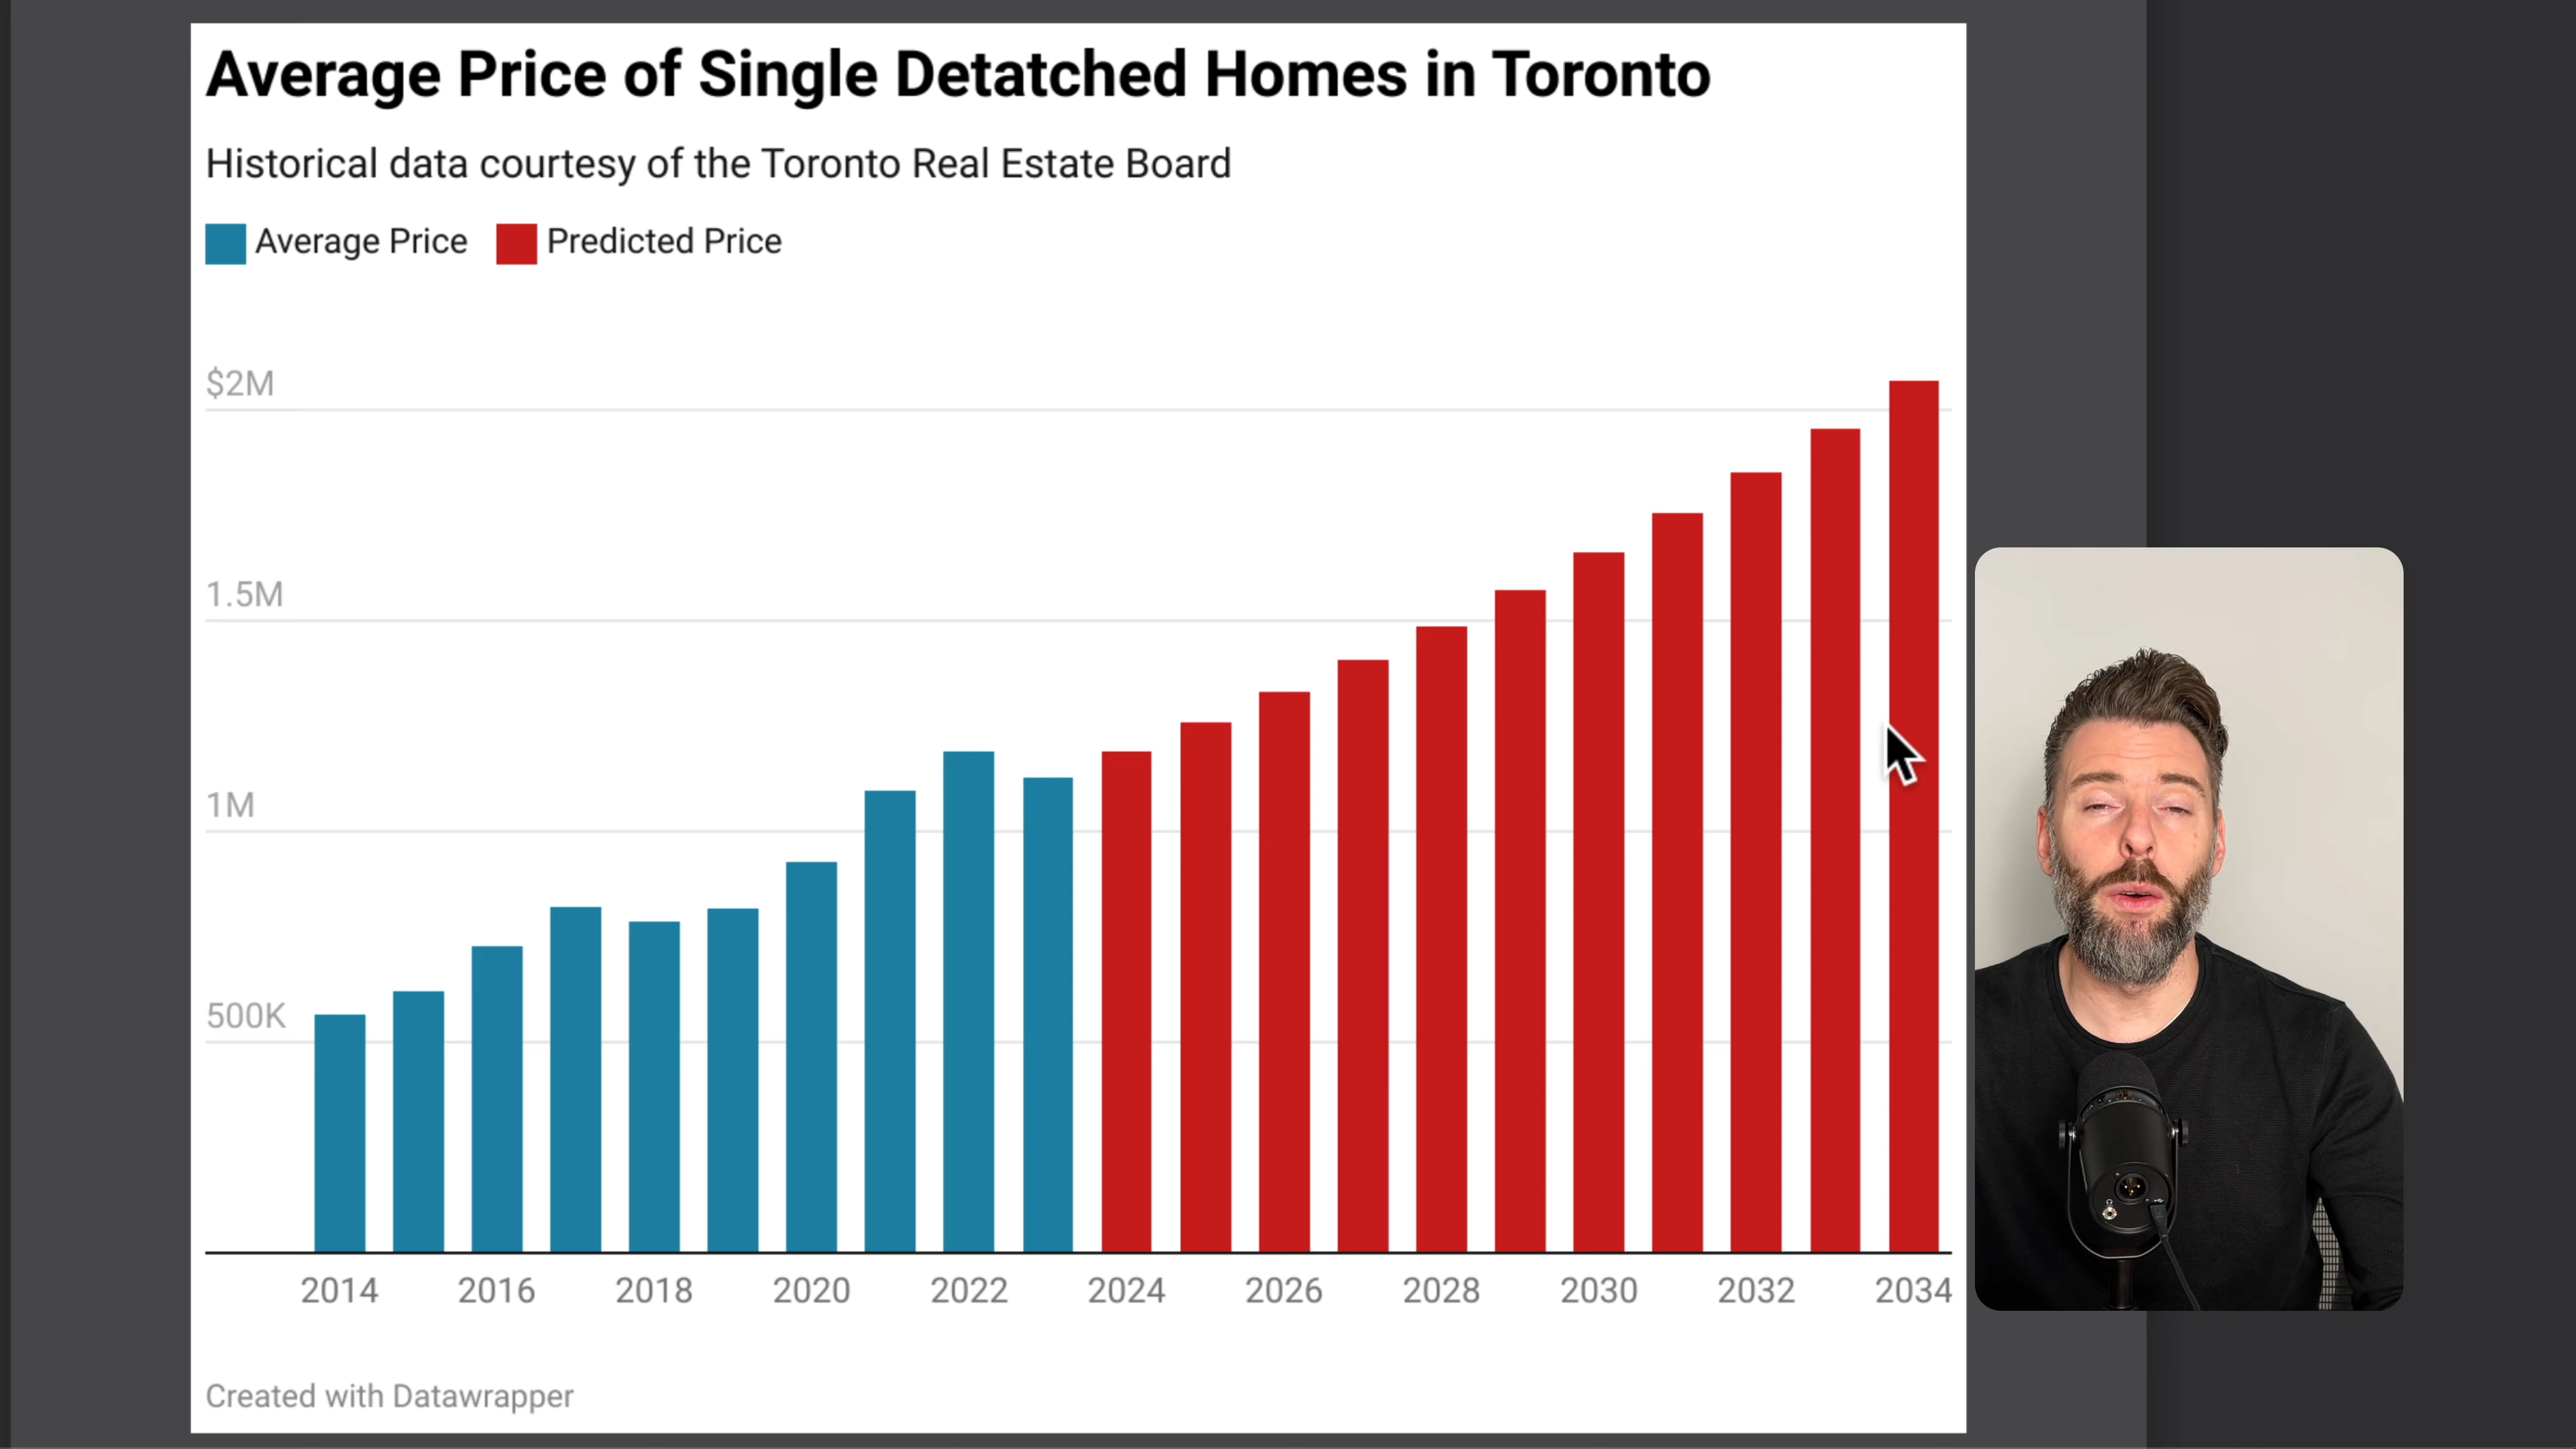 Average Price of Single Detatched Homes in Toronto
Historical data courtesy of the Toronto Real Estate Board
Average Price Predicted Price
$2M
1.5M
1M
500K
2014 2016 2018 2020 2022 2024 2026 2028 2030 2032 2034
Created with Datawrapper